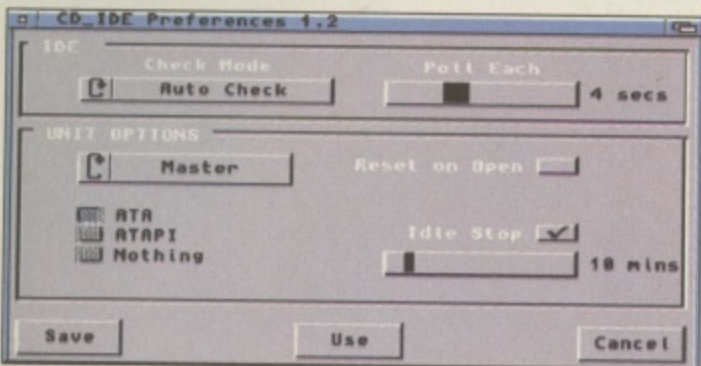 CD_IDE Preferences 1.2
IDE
Check Mode
Poll Each
Auto Check
4 secs
UNIT OPTIONS
Master
Reset on Open
ATA
ATAPI
Nothing
Idle Stop
10 mins
Save
Use
Cancel